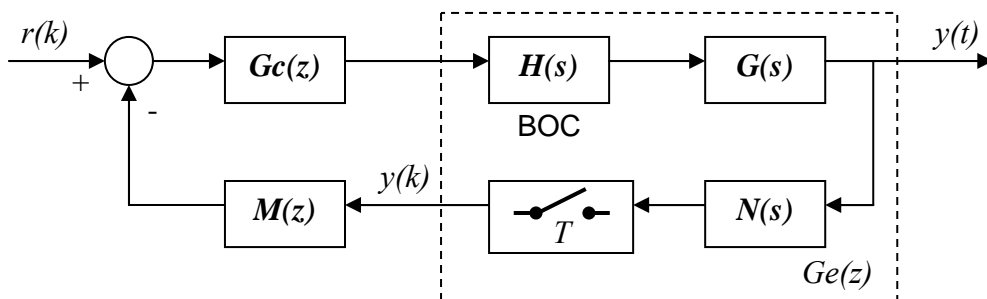 r(k)
y(t)
+
Gc(z)
H(s)
G(s)
-
BOC
y(k)
M(z)
T
N(s)
Ge(z)